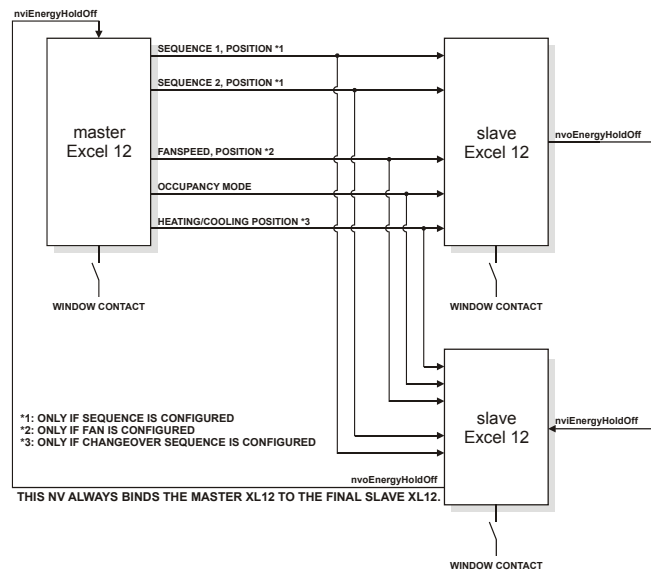 nviEnergyHoldOff
SEQUENCE 1, POSITION *1
SEQUENCE 2, POSITION *1
master
Excel 12
slave
Excel 12
nvoEnergyHoldOff
FANSPEED, POSITION *2
OCCUPANCY MODE
HEATING/COOLING POSITION *3
WINDOW CONTACT
WINDOW CONTACT
*1: ONLY IF SEQUENCE IS CONFIGURED
*2: ONLY IF FAN IS CONFIGURED
*3: ONLY IF CHANGEOVER SEQUENCE IS CONFIGURED
slave
Excel 12
nviEnergyHoldOff
nvoEnergyHoldOff
THIS NV ALWAYS BINDS THE MASTER XL12 TO THE FINAL SLAVE XL12.
WINDOW CONTACT